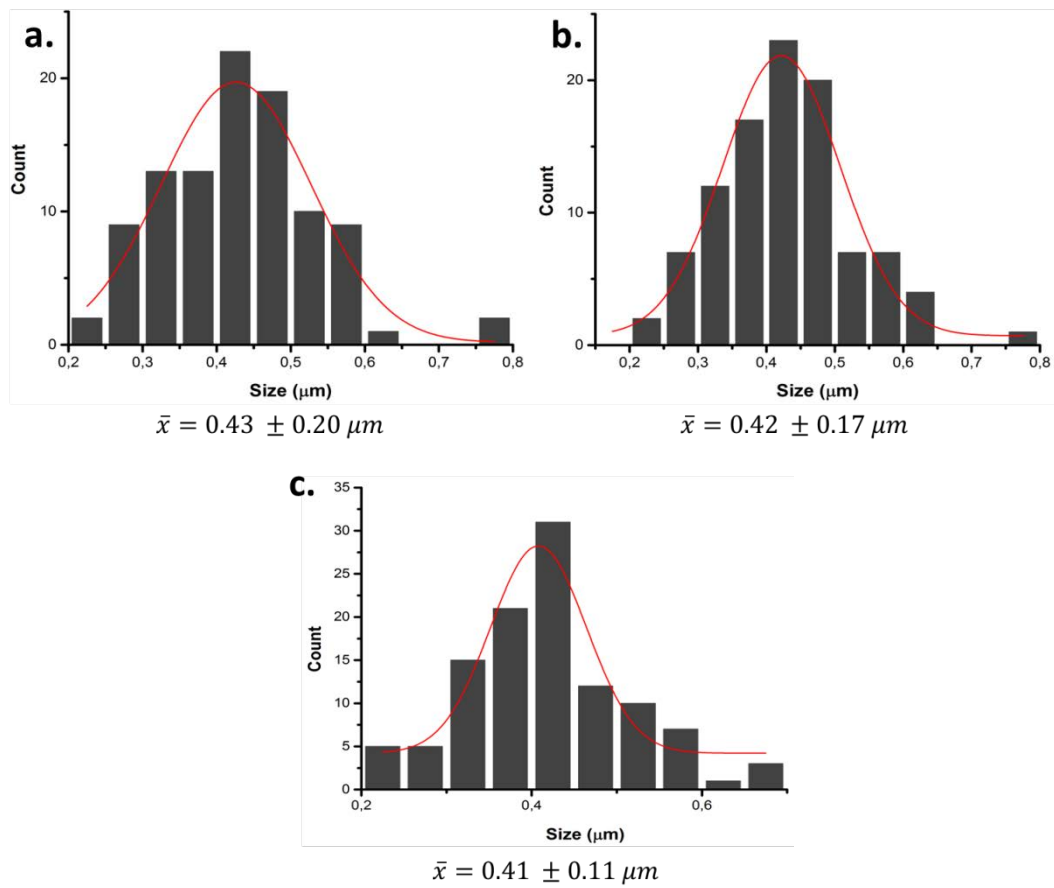 a.
Count
20
10
0
0,2 0,3 0,4 0,5 0,6 0,7 0,8
Size (μm)
x̄ = 0.43 ± 0.20 μm
b.
Count
20
10
0
0,2 0,3 0,4 0,5 0,6 0,7 0,8
Size (μm)
x̄ = 0.42 ± 0.17 μm
c.
Count
35
30
25
20
15
10
5
0
0,2 0,4 0,6
Size (μm)
x̄ = 0.41 ± 0.11 μm